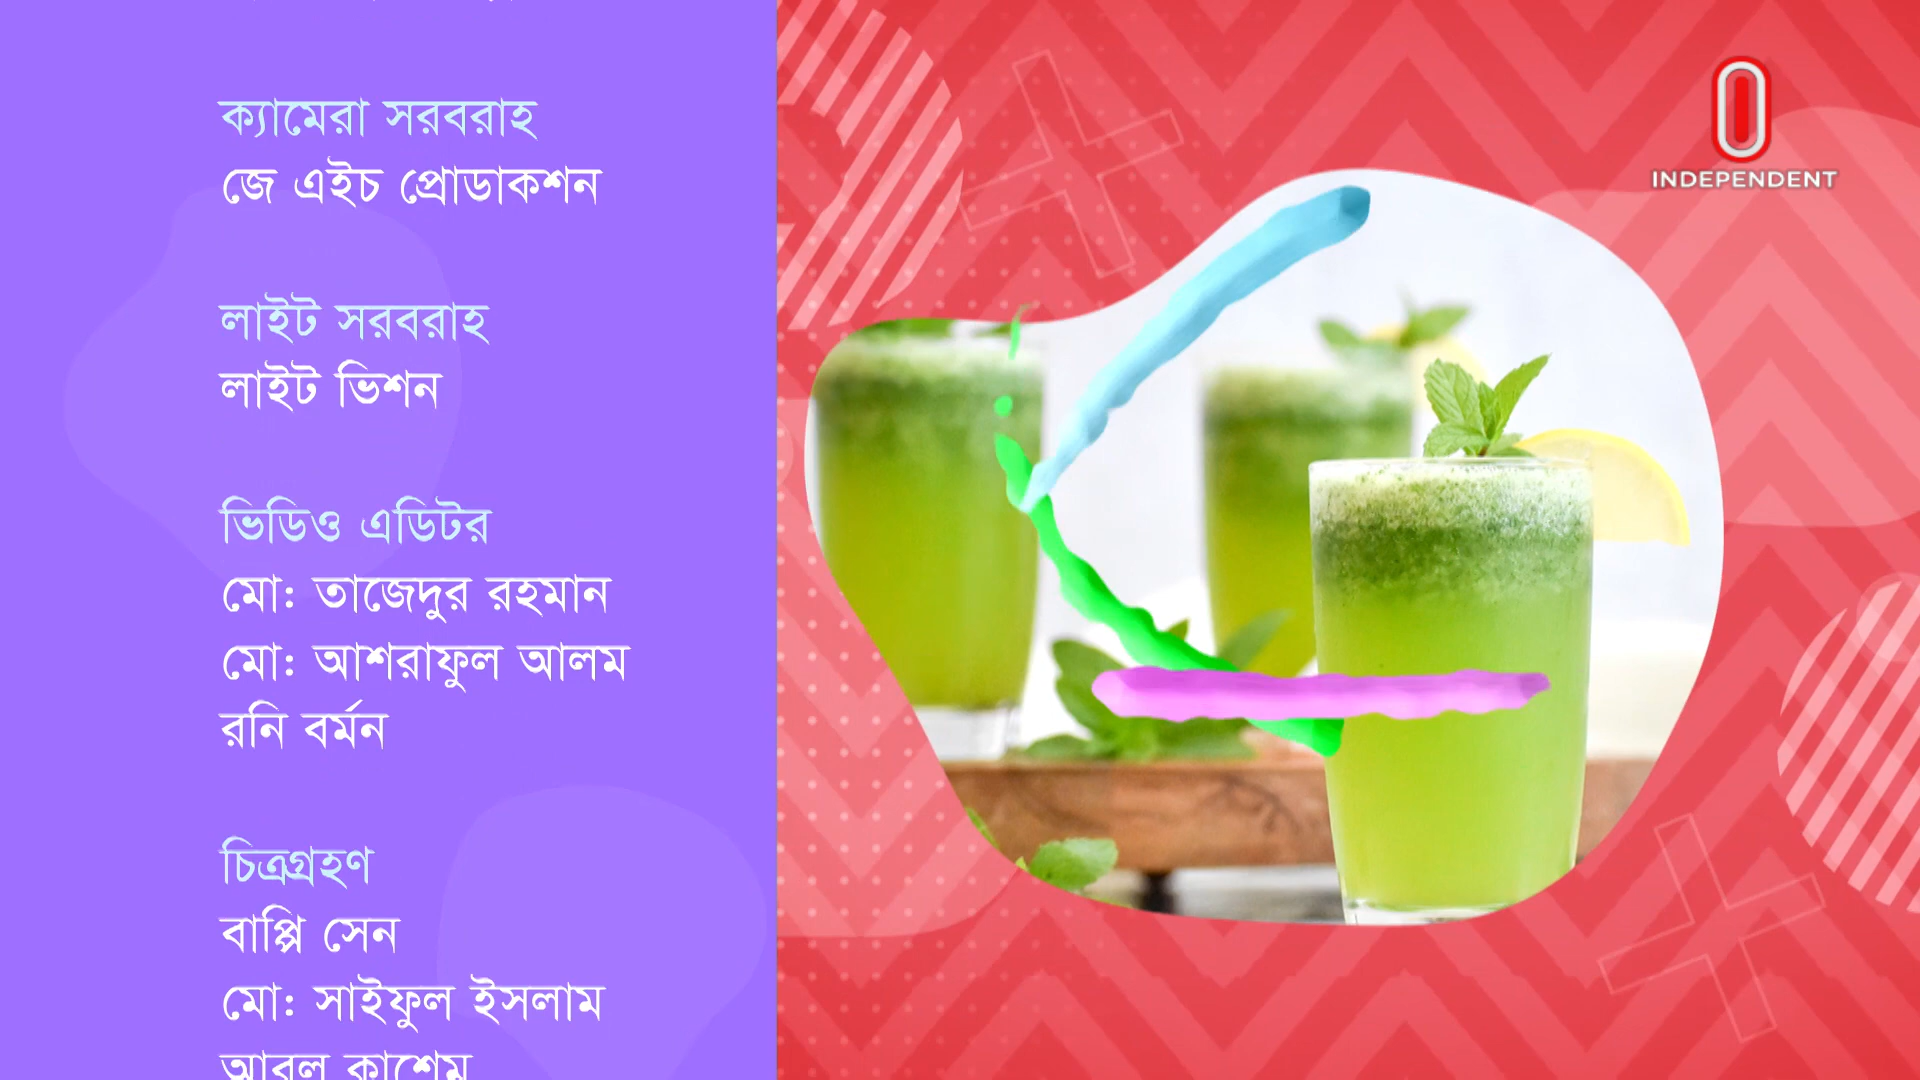 ক্যামেরা সরবরাহ
জে এইচ প্রোডাকশন
লাইট সরবরাহ
লাইট ভিশন
ভিডিও এডিটর
মো: তাজেদুর রহমান
মো: আশরাফুল আলম
রনি বর্মন
চিত্রগ্রহণ
বাপ্পি সেন
মো: সাইফুল ইসলাম
আবুল কাশেম
INDEPENDENT